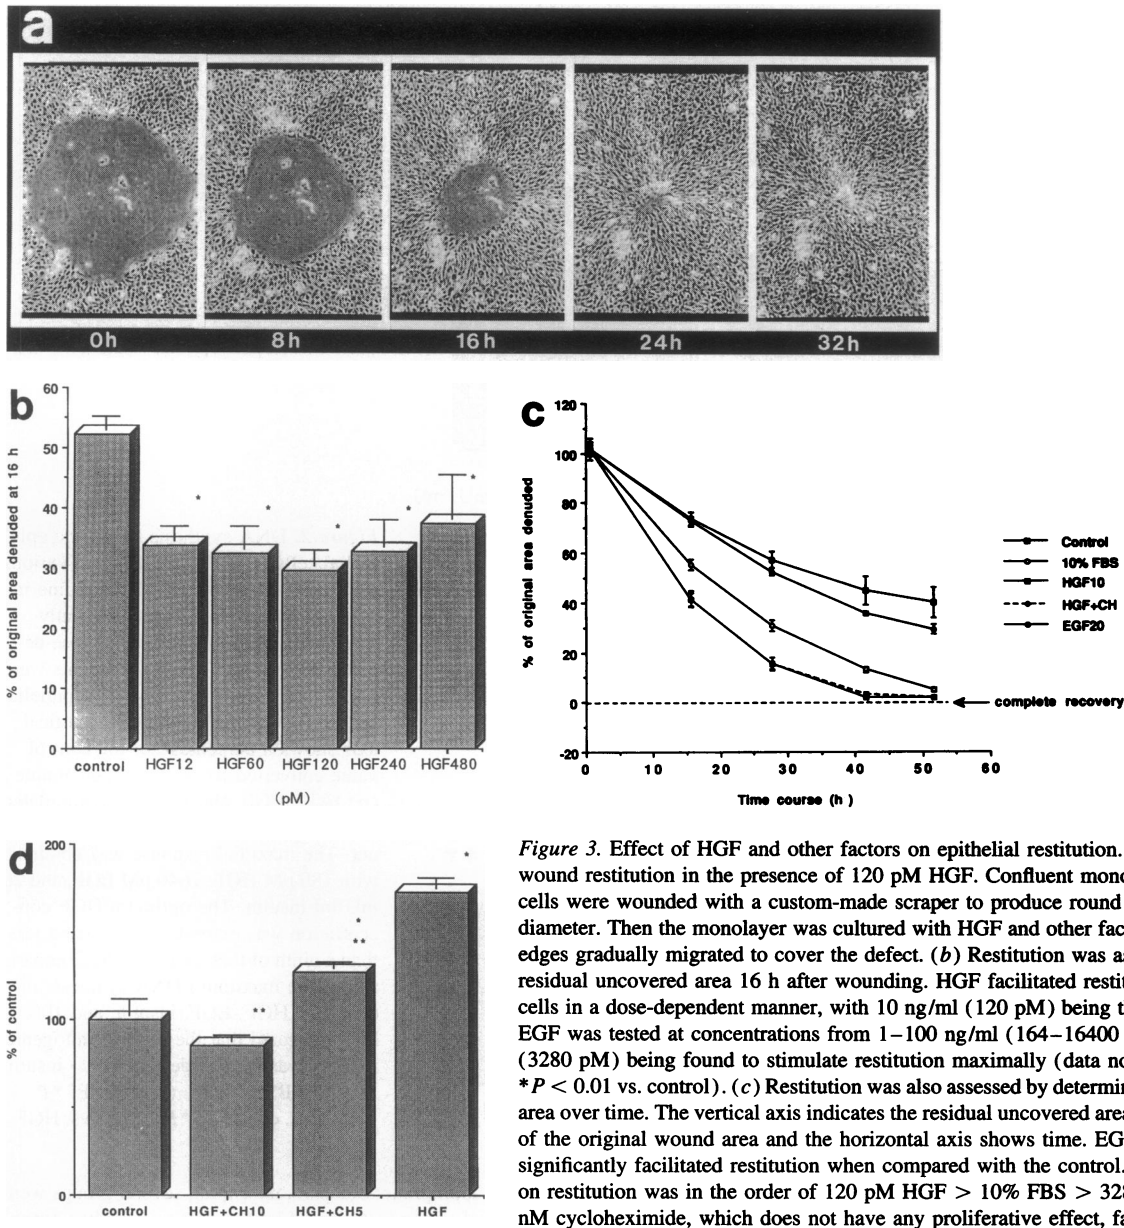 a
0h 8h 16h 24h 32h
b
% of original area denuded at 16 h
60
50
40
30
20
10
0
* * * * *
control HGF12 HGF60 HGF120 HGF240 HGF480
(pM)
c
% of original area denuded
120
100
80
60
40
20
0
-20
0 10 20 30 40 50 60
Time course (h)
Control
10% FBS
HGF10
HGF+CH
EGF20
complete recovery
d
% of control
200
100
0
*
*
**
**
control HGF+CH10 HGF+CH5 HGF
Figure 3. Effect of HGF and other factors on epithelial restitution.
wound restitution in the presence of 120 pM HGF. Confluent mono
cells were wounded with a custom-made scraper to produce round
diameter. Then the monolayer was cultured with HGF and other fac
edges gradually migrated to cover the defect. (b) Restitution was a
residual uncovered area 16 h after wounding. HGF facilitated restit
cells in a dose-dependent manner, with 10 ng/ml (120 pM) being t
EGF was tested at concentrations from 1–100 ng/ml (164–16400
(3280 pM) being found to stimulate restitution maximally (data no
*P < 0.01 vs. control). (c) Restitution was also assessed by determin
area over time. The vertical axis indicates the residual uncovered area
of the original wound area and the horizontal axis shows time. EG
significantly facilitated restitution when compared with the control.
on restitution was in the order of 120 pM HGF > 10% FBS > 328
nM cycloheximide, which does not have any proliferative effect, fa